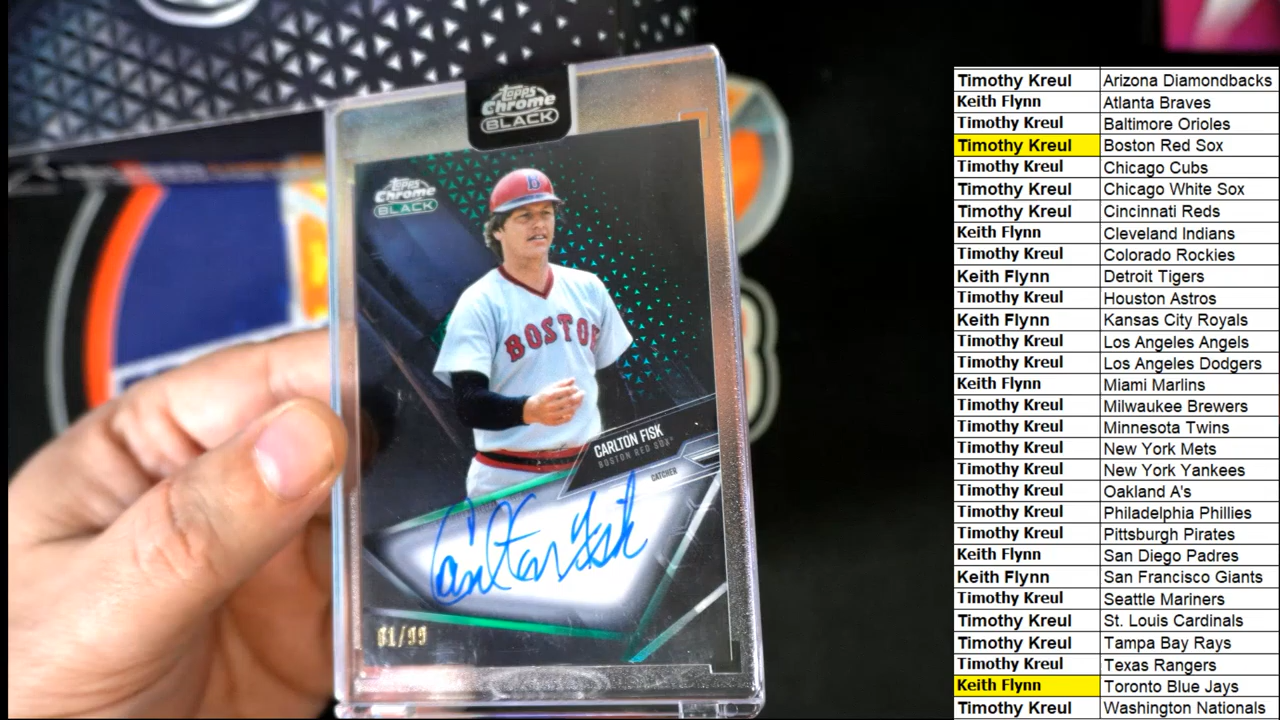 Topps
Chrome
BLACK
Topps
Chrome
BLACK
B
BOSTON
CARLTON FISK
BOSTON RED SOX
CATCHER
Carlton Fisk
61/99
Timothy Kreul Arizona Diamondbacks
Keith Flynn Atlanta Braves
Timothy Kreul Baltimore Orioles
Timothy Kreul Boston Red Sox
Timothy Kreul Chicago Cubs
Timothy Kreul Chicago White Sox
Timothy Kreul Cincinnati Reds
Keith Flynn Cleveland Indians
Timothy Kreul Colorado Rockies
Keith Flynn Detroit Tigers
Timothy Kreul Houston Astros
Keith Flynn Kansas City Royals
Timothy Kreul Los Angeles Angels
Timothy Kreul Los Angeles Dodgers
Keith Flynn Miami Marlins
Timothy Kreul Milwaukee Brewers
Timothy Kreul Minnesota Twins
Timothy Kreul New York Mets
Timothy Kreul New York Yankees
Timothy Kreul Oakland A's
Timothy Kreul Philadelphia Phillies
Timothy Kreul Pittsburgh Pirates
Keith Flynn San Diego Padres
Keith Flynn San Francisco Giants
Timothy Kreul Seattle Mariners
Timothy Kreul St. Louis Cardinals
Timothy Kreul Tampa Bay Rays
Timothy Kreul Texas Rangers
Keith Flynn Toronto Blue Jays
Timothy Kreul Washington Nationals